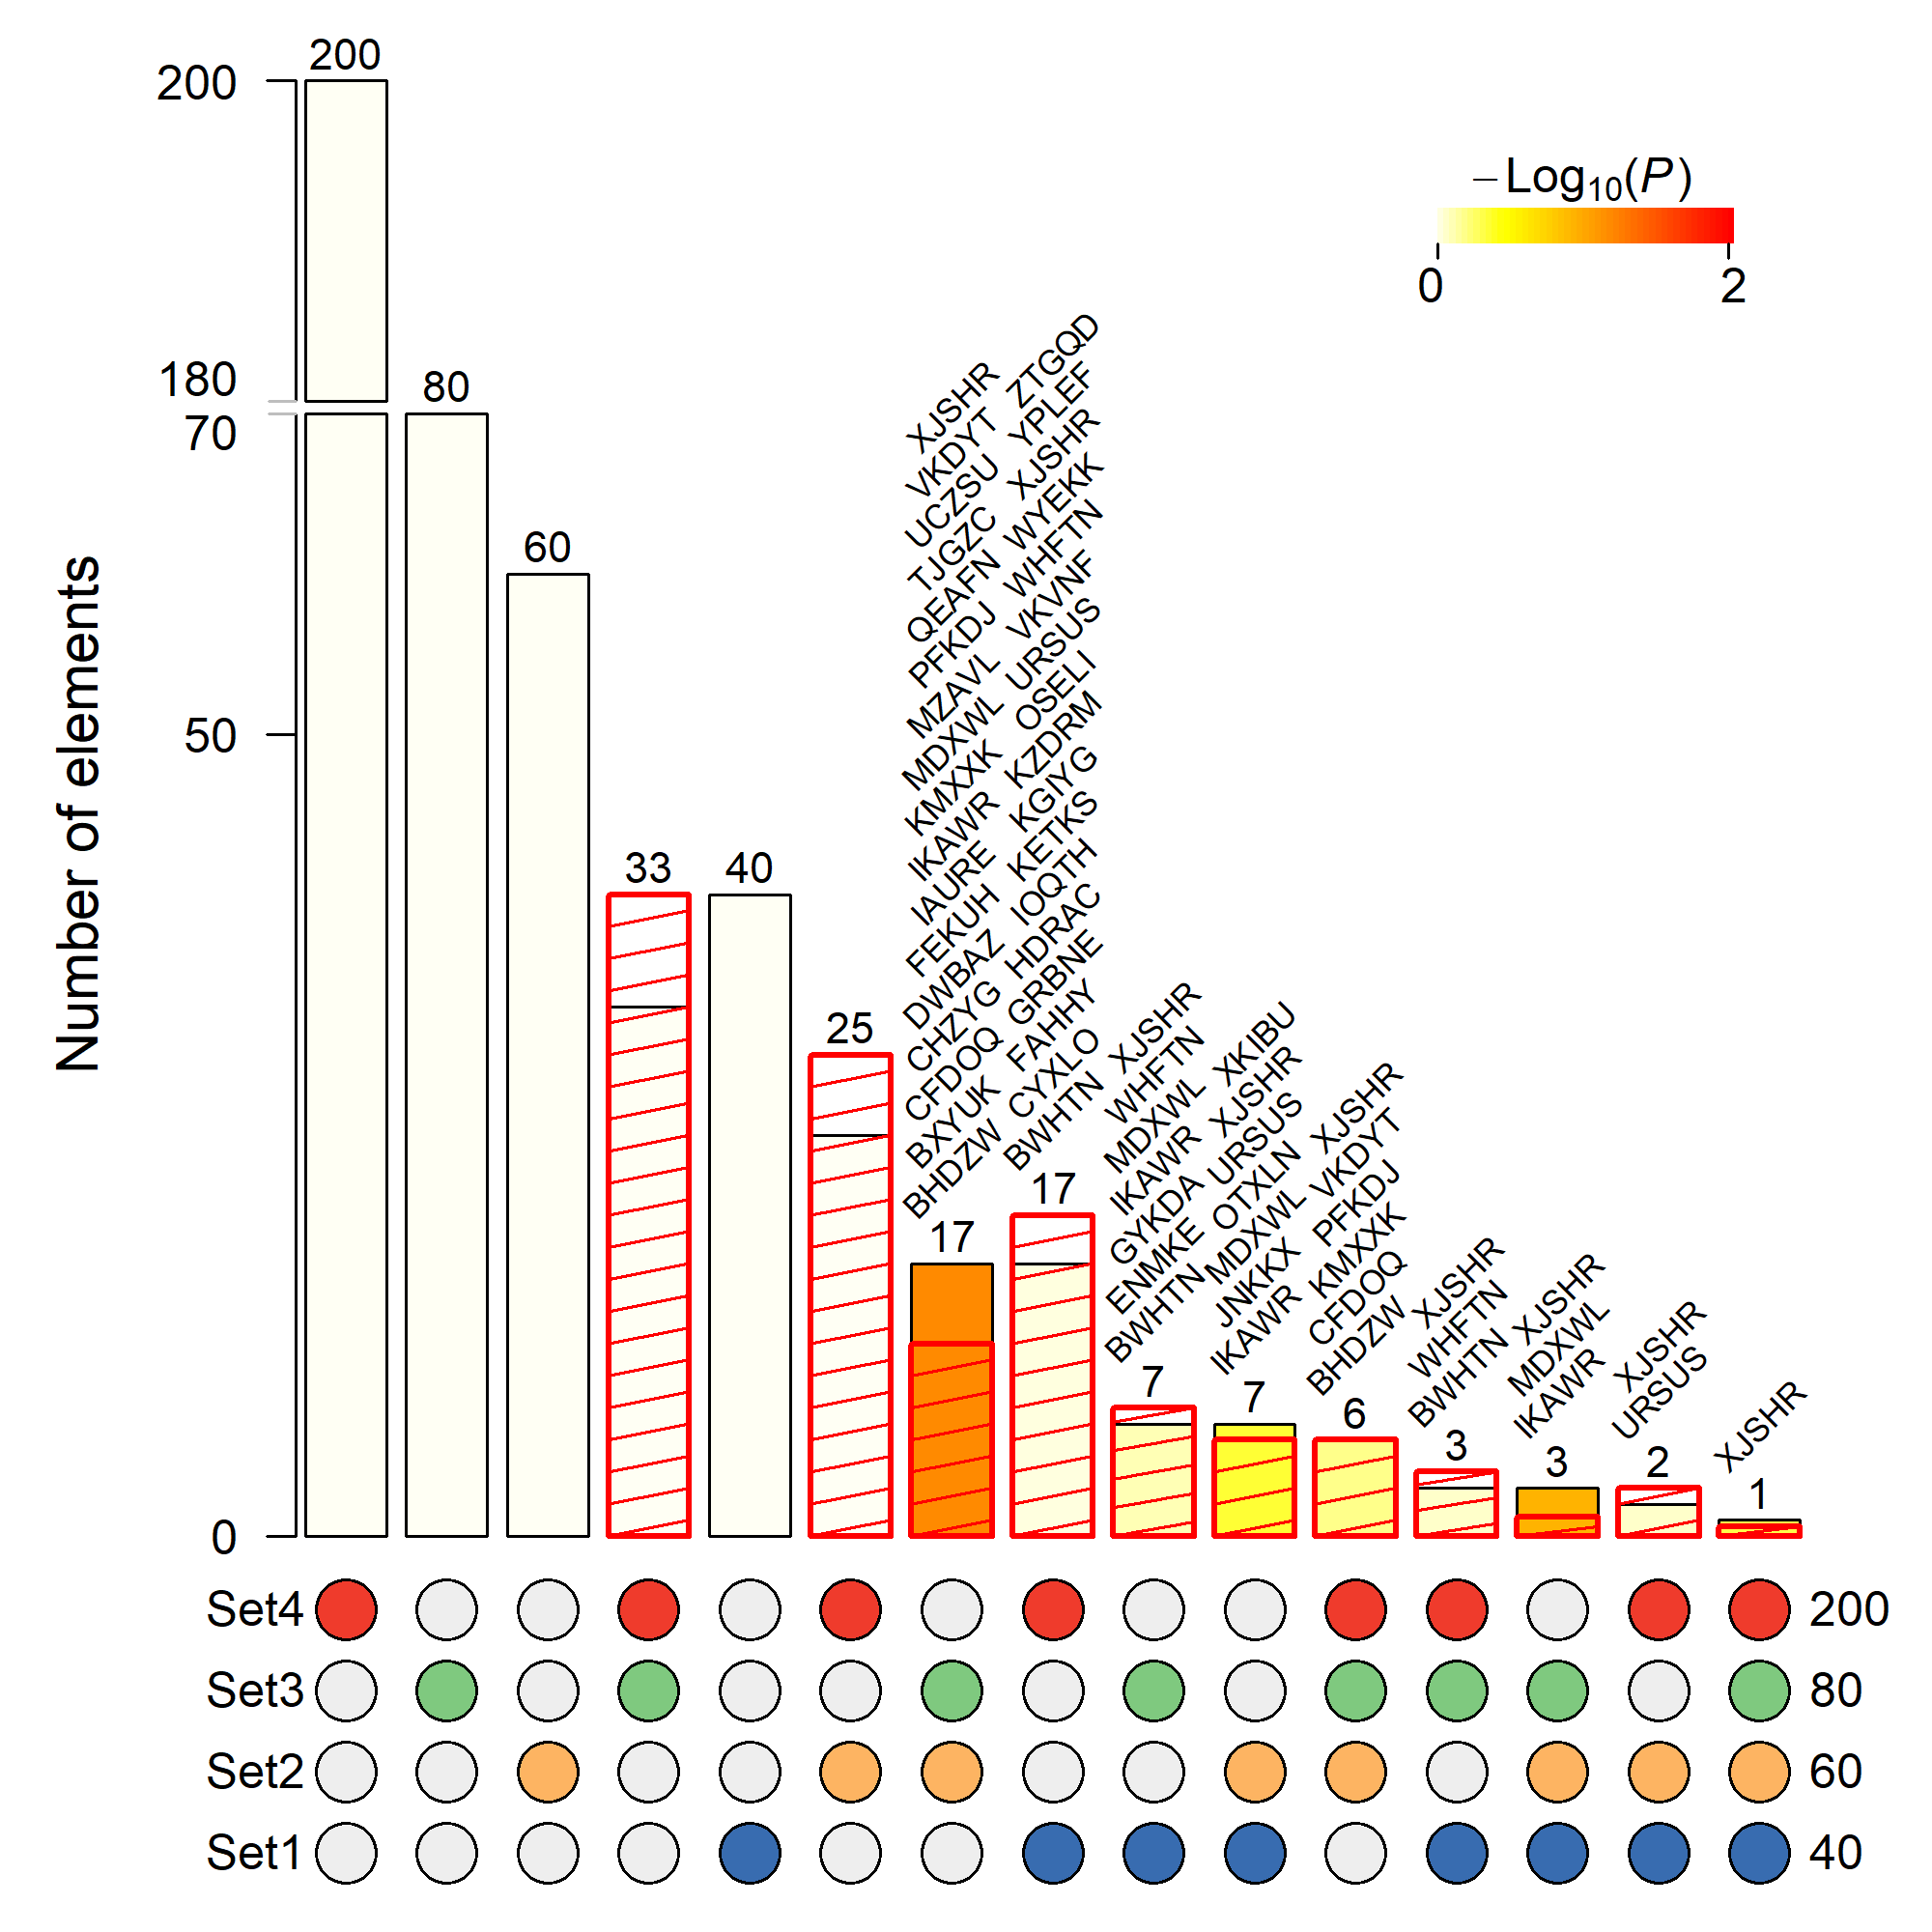 200
200
180
80
70
60
50
33
40
25
0
Number of elements
−Log10(P)
0 2
XJSHR
VKDYT
UCZSU
TJGZC
QEAFN
PFKDJ
MZAVL
MDXWL
KMXXK
IKAWR
IAURE
FEKUH
DWBAZ
CHZYG
CFDOQ
BXYUK
BHDZW
17
ZTGQD
YPLEF
XJSHR
WYEKK
WHFTN
VKVNF
URSUS
OSELI
KZDRM
KGIYG
KETKS
IOQTH
HDRAC
GRBNE
FAHHY
CYXLO
BWHTN
17
XJSHR
WHFTN
MDXWL
IKAWR
GYKDA
ENMKE
BWHTN
7
XKIBU
XJSHR
URSUS
OTXLN
MDXWL
JNKKX
IKAWR
7
XJSHR
VKDYT
PFKDJ
KMXXK
CFDOQ
BHDZW
6
XJSHR
WHFTN
BWHTN
3
XJSHR
MDXWL
IKAWR
3
XJSHR
URSUS
2
XJSHR
1
Set4 200
Set3 80
Set2 60
Set1 40